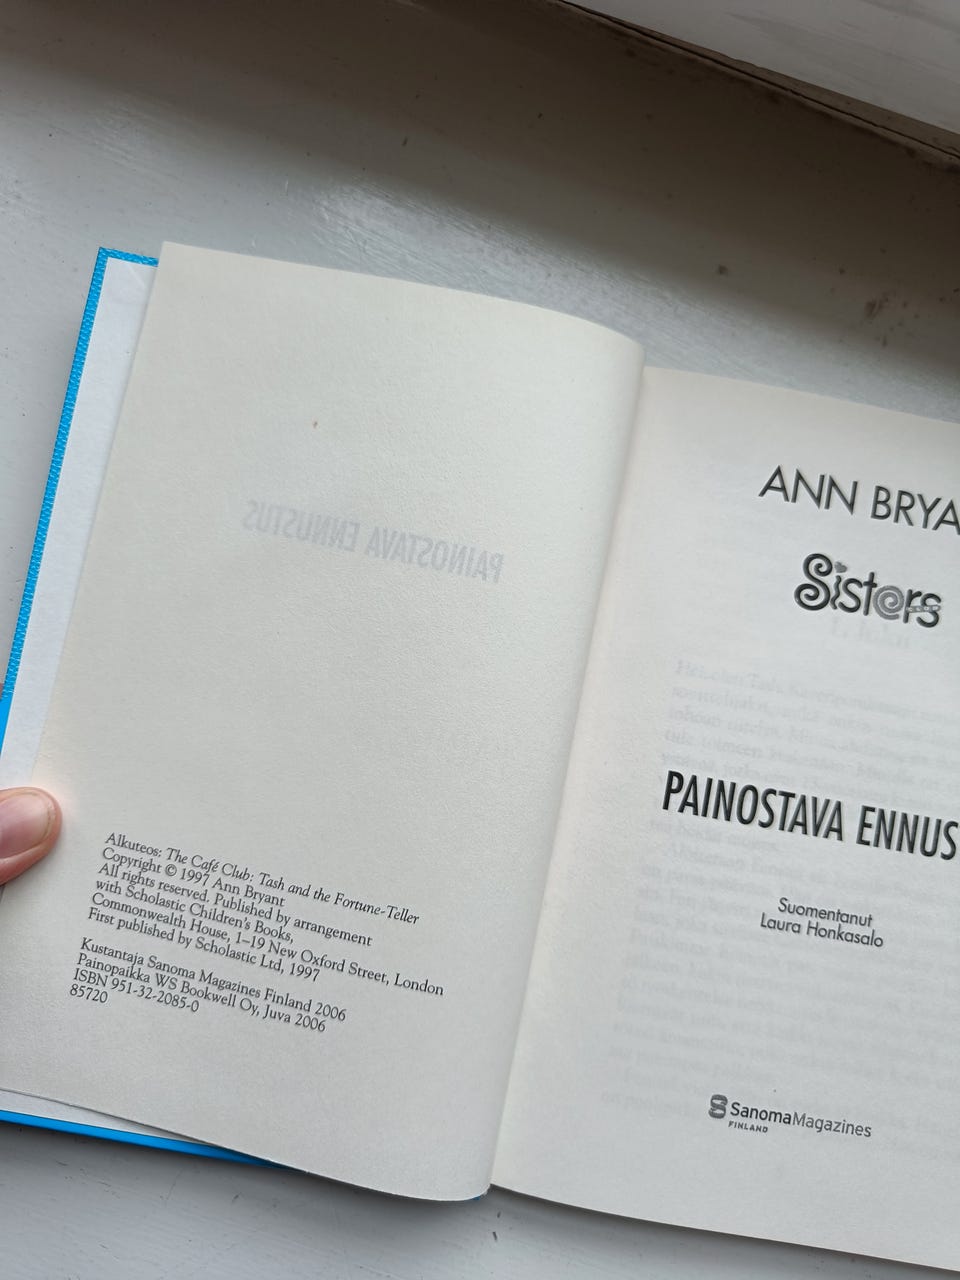 PAINOSTAVA ENNUSTUS
Alkuteos: The Café Club: Tash and the Fortune-Teller
Copyright © 1997 Ann Bryant
All rights reserved. Published by arrangement
with Scholastic Children's Books,
Commonwealth House, 1–19 New Oxford Street, London
First published by Scholastic Ltd, 1997
Kustantaja Sanoma Magazines Finland 2006
Painopaikka WS Bookwell Oy, Juva 2006
ISBN 951-32-2085-0
85720
ANN BRYA
Sisters
PAINOSTAVA ENNUS
Suomentanut
Laura Honkasalo
SanomaMagazines
FINLAND